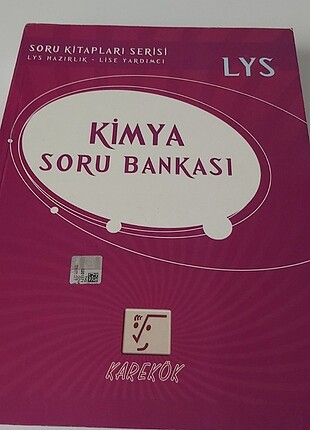 SORU KİTAPLARI SERİSİ
LYS HAZIRLIK - LİSE YARDIMCI
LYS
KİMYA
SORU BANKASI
KAREKÖK